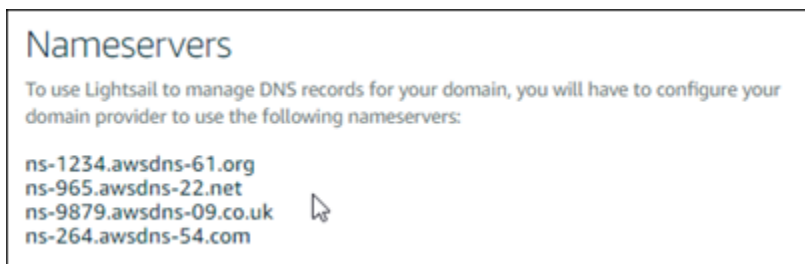 Nameservers
To use Lightsail to manage DNS records for your domain, you will have to configure your
domain provider to use the following nameservers:
ns-1234.awsdns-61.org
ns-965.awsdns-22.net
ns-9879.awsdns-09.co.uk
ns-264.awsdns-54.com